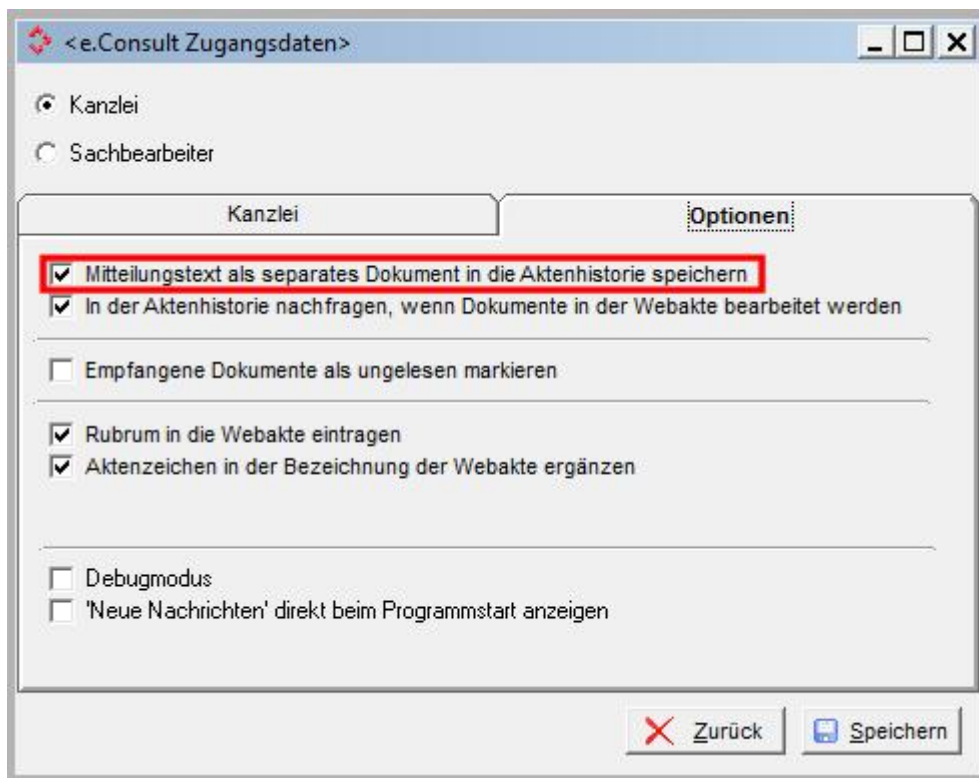 <e.Consult Zugangsdaten>
Kanzlei
Sachbearbeiter
Kanzlei Optionen
Mitteilungstext als separates Dokument in die Aktenhistorie speichern
In der Aktenhistorie nachfragen, wenn Dokumente in der Webakte bearbeitet werden
Empfangene Dokumente als ungelesen markieren
Rubrum in die Webakte eintragen
Aktenzeichen in der Bezeichnung der Webakte ergänzen
Debugmodus
'Neue Nachrichten' direkt beim Programmstart anzeigen
Zurück Speichern